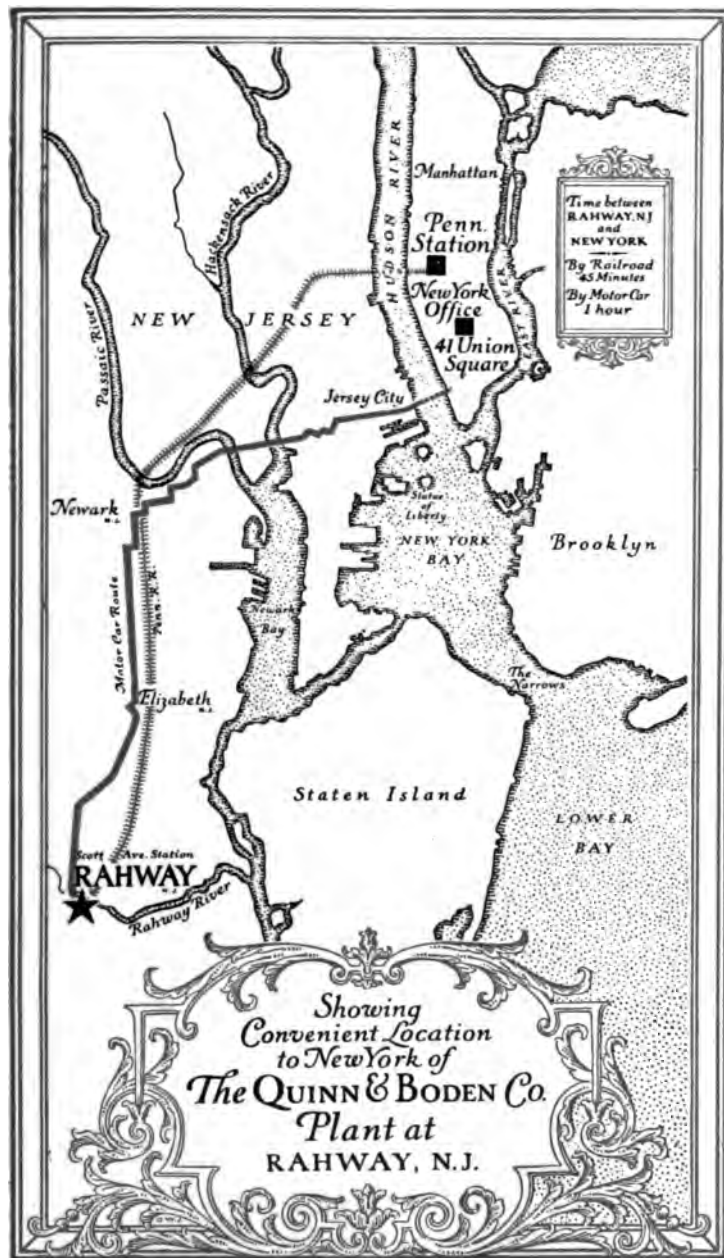 HUDSON RIVER
Manhattan
Hackensack River
Time between
RAHWAY, NJ
and
NEW YORK
By Railroad
45 Minutes
By Motor Car
1 hour
Penn.
Station
Passaic River
NEW JERSEY
New York
Office
EAST RIVER
41 Union
Square
Jersey City
Newark
N.J.
Statue
of
Liberty
NEW YORK
BAY
Brooklyn
Motor Car Route
Penn. R.R.
Newark
Bay
The
Narrows
Elizabeth
N.J.
Staten Island
LOWER
BAY
Scott Ave. Station
RAHWAY
N.J.
Rahway River
Showing
Convenient Location
to New York of
The QUINN & BODEN Co.
Plant at
RAHWAY, N.J.